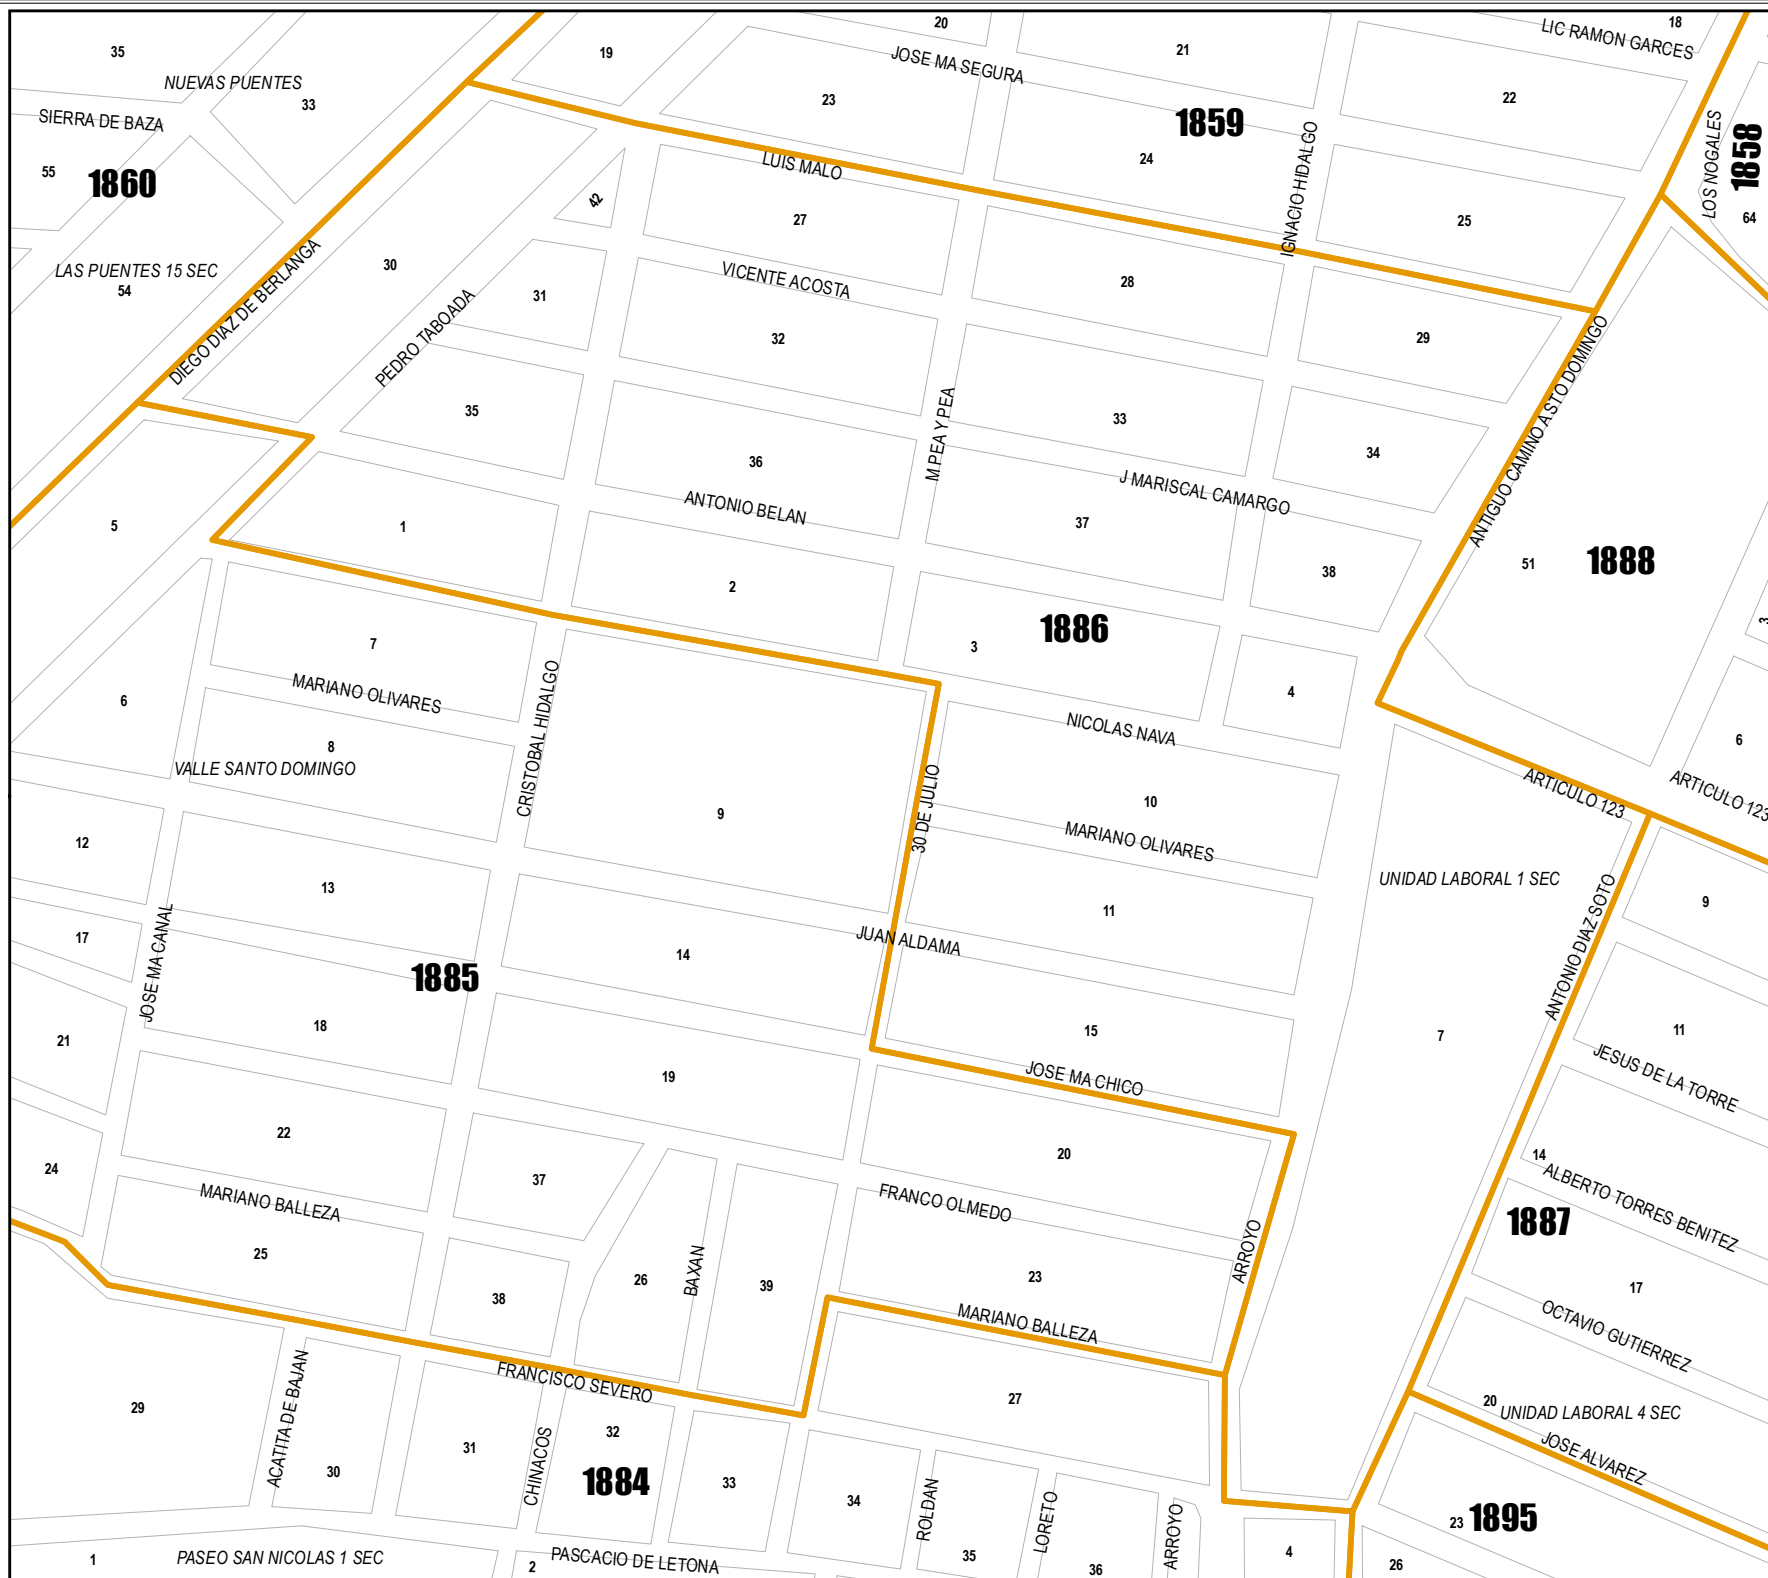 20
18
LIC RAMON GARCES
35
NUEVAS PUENTES
33
19
JOSE MA SEGURA
21
23
22
SIERRA DE BAZA
1859
24
IGNACIO HIDALGO
LOS NOGALES
1858
55
1860
42
LUIS MALO
27
25
64
LAS PUENTES 15 SEC
54
DIEGO DIAZ DE BERLANGA
30
PEDRO TABOADA
31
VICENTE ACOSTA
28
32
29
ANTIGUO CAMINO A STO DOMINGO
35
M PEA Y PEA
33
34
36
J MARISCAL CAMARGO
ANTONIO BELAN
5
1
37
51
1888
2
38
3
1886
3
7
MARIANO OLIVARES
CRISTOBAL HIDALGO
4
6
8
VALLE SANTO DOMINGO
NICOLAS NAVA
6
ARTICULO 123
ARTICULO 123
9
30 DE JULIO
10
MARIANO OLIVARES
12
13
UNIDAD LABORAL 1 SEC
9
17
JOSE MA CANAL
11
ANTONIO DIAZ SOTO
1885
14
JUAN ALDAMA
18
15
7
11
21
19
JOSE MA CHICO
JESUS DE LA TORRE
22
20
14
ALBERTO TORRES BENITEZ
24
37
MARIANO BALLEZA
FRANCO OLMEDO
1887
25
26
BAXAN
39
23
ARROYO
17
38
MARIANO BALLEZA
OCTAVIO GUTIERREZ
FRANCISCO SEVERO
29
ACATITA DE BAJAN
27
20
UNIDAD LABORAL 4 SEC
31
CHINACOS
32
JOSE ALVAREZ
30
1884
33
34
ROLDAN
LORETO
ARROYO
23
1895
1
PASEO SAN NICOLAS 1 SEC
2
PASCACIO DE LETONA
35
36
4
26